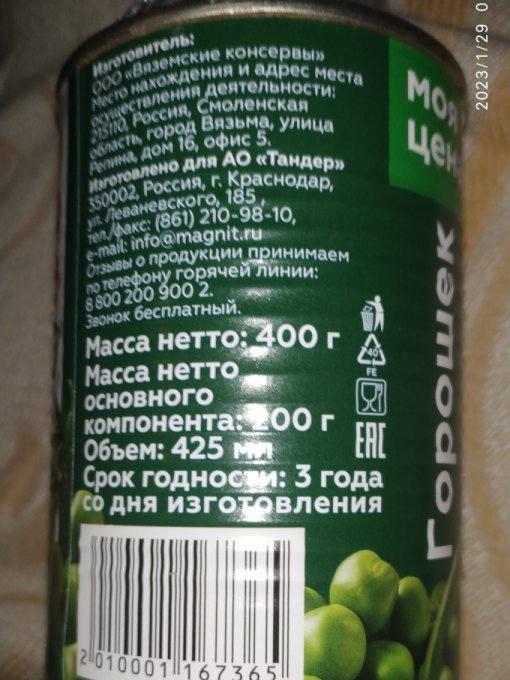 Изготовитель:
ООО «Вяземские консервы»
Место нахождения и адрес места
осуществления деятельности:
215110, Россия, Смоленская
область, город Вязьма, улица
Репина, дом 16, офис 5.
Изготовлено для АО «Тандер»
350002, Россия, г. Краснодар,
ул. Леваневского, 185,
тел./факс: (861) 210-98-10,
e-mail: info@magnit.ru
Отзывы о продукции принимаем
по телефону горячей линии:
8 800 200 900 2.
Звонок бесплатный.
Масса нетто: 400 г
Масса нетто
основного
компонента: 200 г
Объем: 425 мл
Срок годности: 3 года
со дня изготовления
40
FE
EAC
2 010001 167365
МОЯ
Горошек
2023/1/29